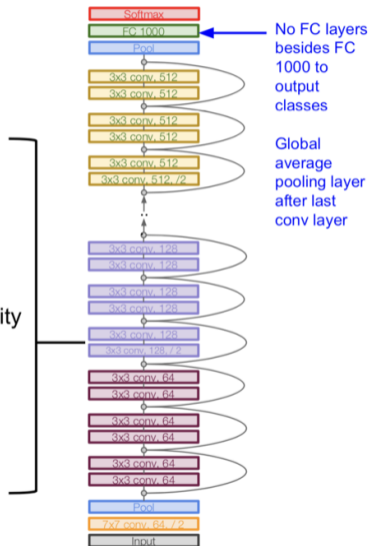 Softmax
FC 1000
Pool
3x3 conv, 512
3x3 conv, 512
3x3 conv, 512
3x3 conv, 512
3x3 conv, 512
3x3 conv, 512, /2
..
3x3 conv, 128
3x3 conv, 128
3x3 conv, 128
3x3 conv, 128
3x3 conv, 128
3x3 conv, 128, / 2
3x3 conv, 64
3x3 conv, 64
3x3 conv, 64
3x3 conv, 64
3x3 conv, 64
3x3 conv, 64
Pool
7x7 conv, 64, / 2
Input
ity
No FC layers
besides FC
1000 to
output
classes
Global
average
pooling layer
after last
conv layer